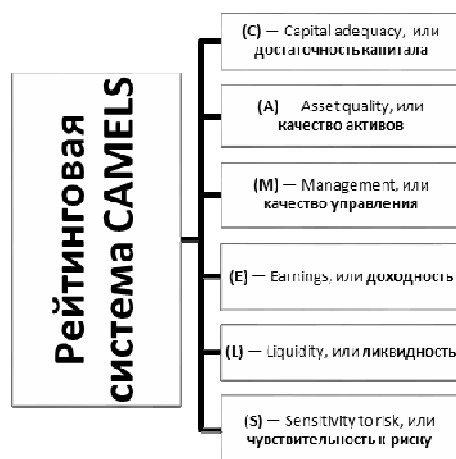 Рейтинговая
система CAMELS
(C) — Capital adequacy, или
достаточность капитала
(A) — Asset quality, или
качество активов
(M) — Management, или
качество управления
(E) — Earnings, или доходность
(L) — Liquidity, или ликвидность
(S) — Sensitivity to risk, или
чувствительность к риску